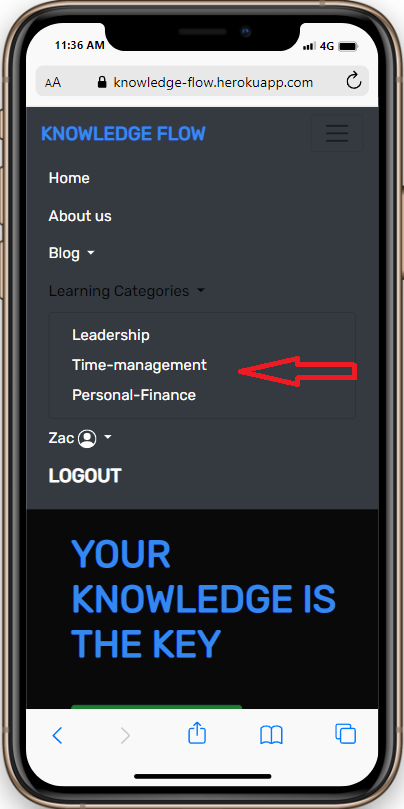 11:36 AM
4G
AA
knowledge-flow.herokuapp.com
KNOWLEDGE FLOW
Home
About us
Blog
Learning Categories
Leadership
Time-management
Personal-Finance
Zac
LOGOUT
YOUR
KNOWLEDGE IS
THE KEY